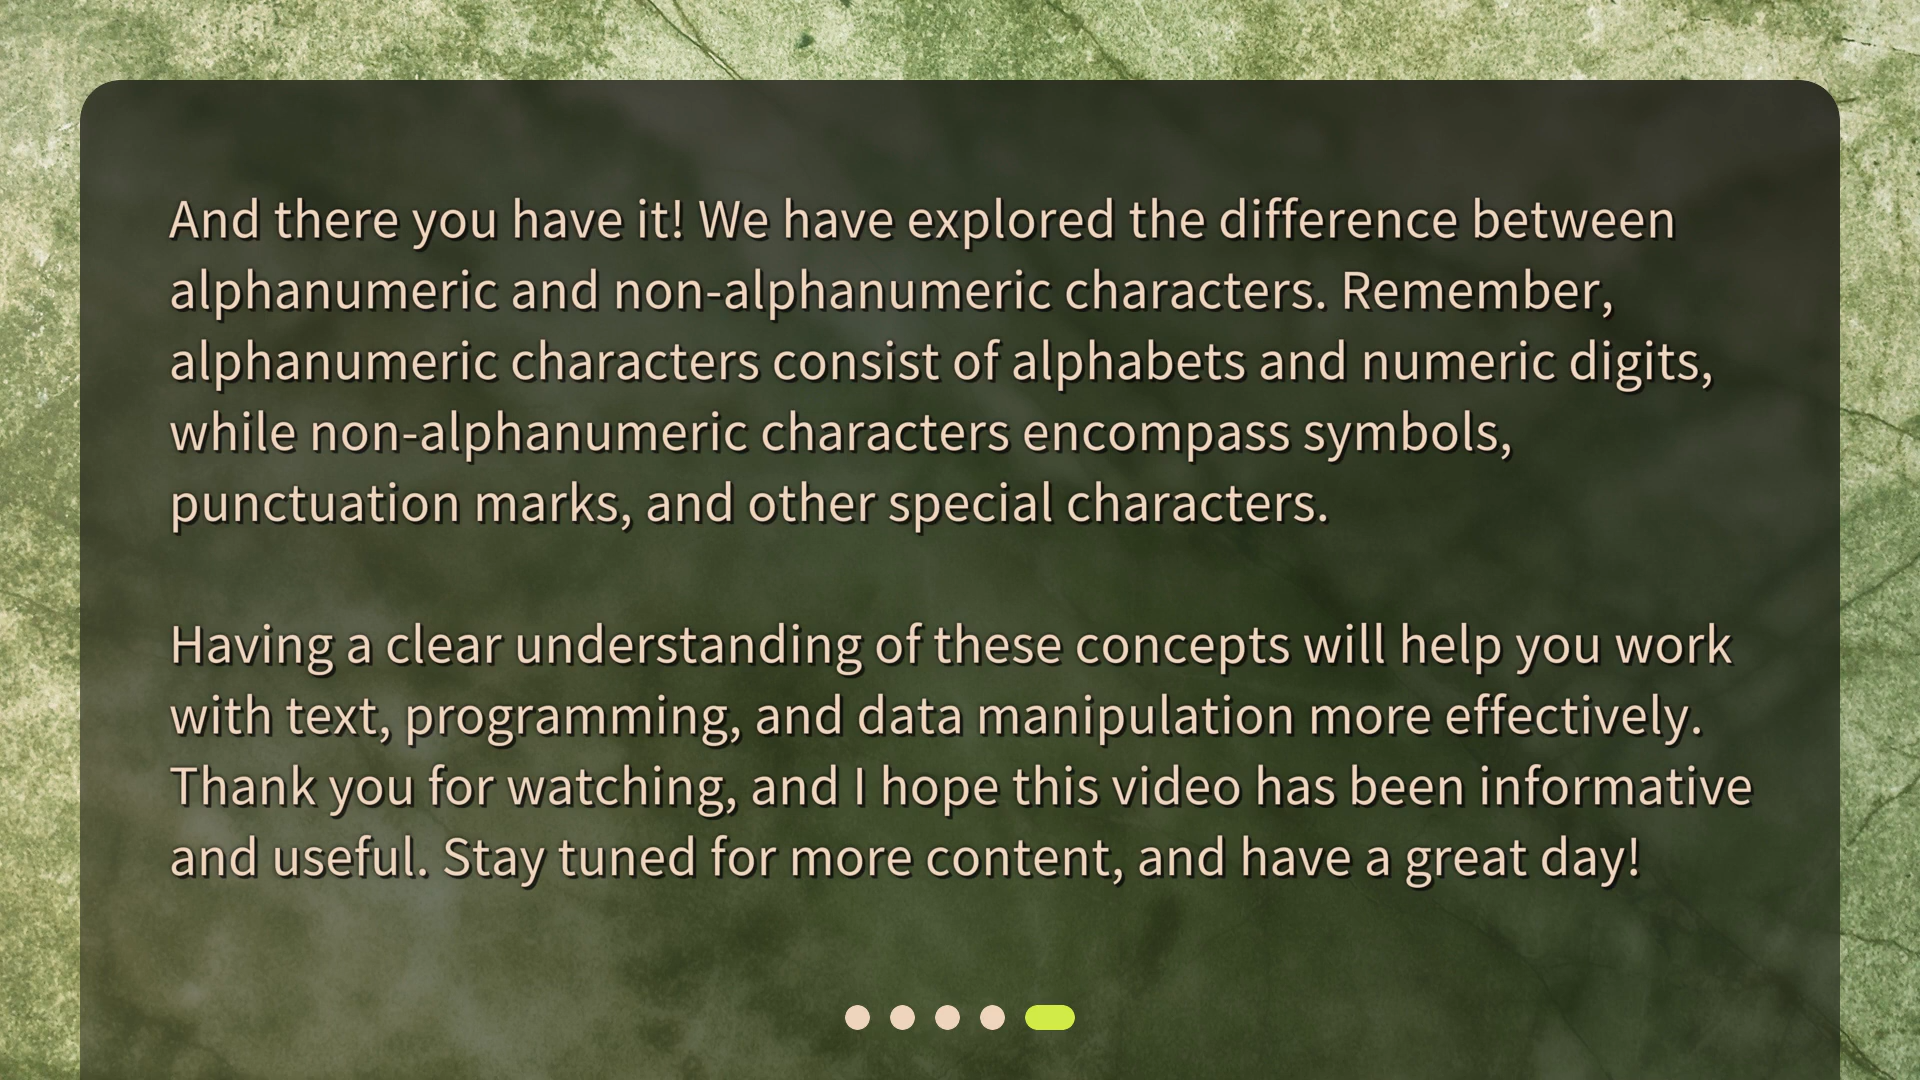 And there you have it! We have explored the difference between
alphanumeric and non-alphanumeric characters. Remember,
alphanumeric characters consist of alphabets and numeric digits,
while non-alphanumeric characters encompass symbols,
punctuation marks, and other special characters.
Having a clear understanding of these concepts will help you work
with text, programming, and data manipulation more effectively.
Thank you for watching, and I hope this video has been informative
and useful. Stay tuned for more content, and have a great day!